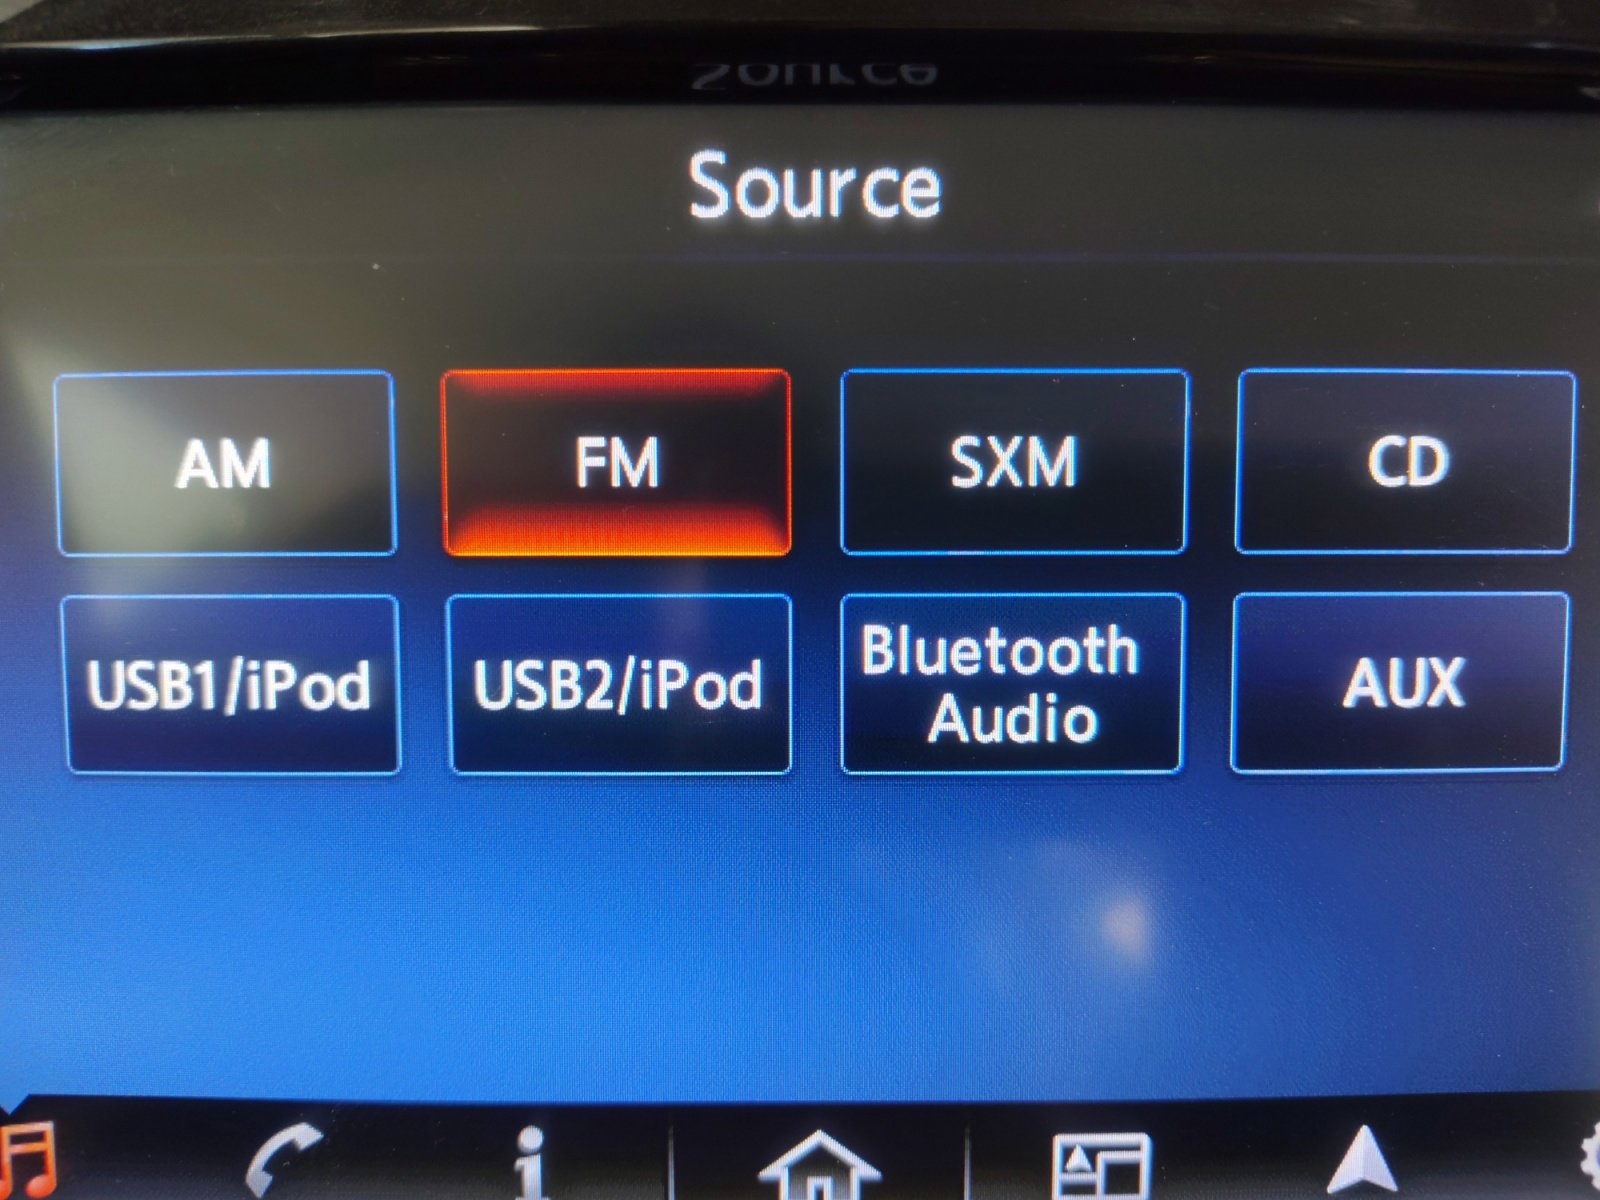 Source
AM
FM
SXM
CD
USB1/iPod
USB2/iPod
Bluetooth
Audio
AUX